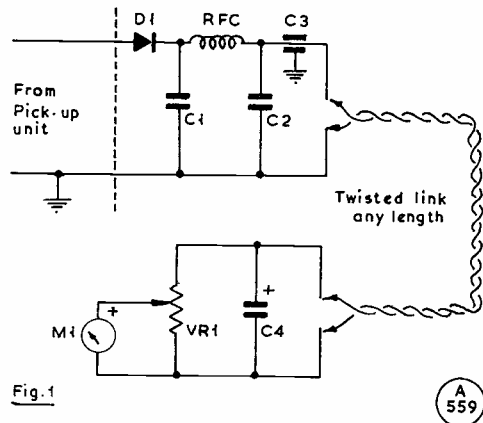 D1
RFC
C3
From
Pick-up
unit
C1
C2
Twisted link
any length
+
+
M1
VR1
C4
Fig.1
A
559